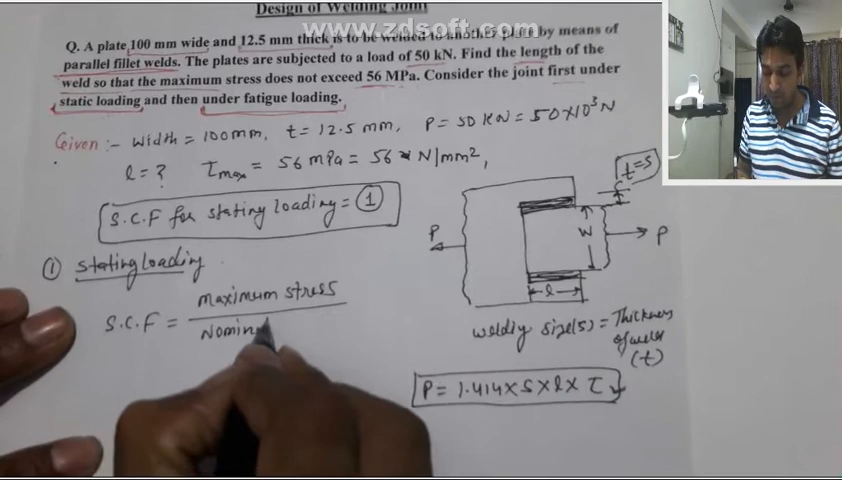 Design of Welding Joint
www.zdsoft.com
Q. A plate 100 mm wide and 12.5 mm thick is to be welded to another plate by means of
parallel fillet welds. The plates are subjected to a load of 50 kN. Find the length of the
weld so that the maximum stress does not exceed 56 MPa. Consider the joint first under
static loading and then under fatigue loading.
Given :- width = 100mm, t = 12.5 mm, P = 50 KN = 50×10³ N
l = ? τmax = 56 mPa = 56 N/mm²,
S.C.F for stating loading = 1
t=s
P
W
P
l
1 stating loading
S.C.F = maximum stress
Nomin
weldiy size(s) = Thickness
(t)
P = 1.414 × s × l × τ